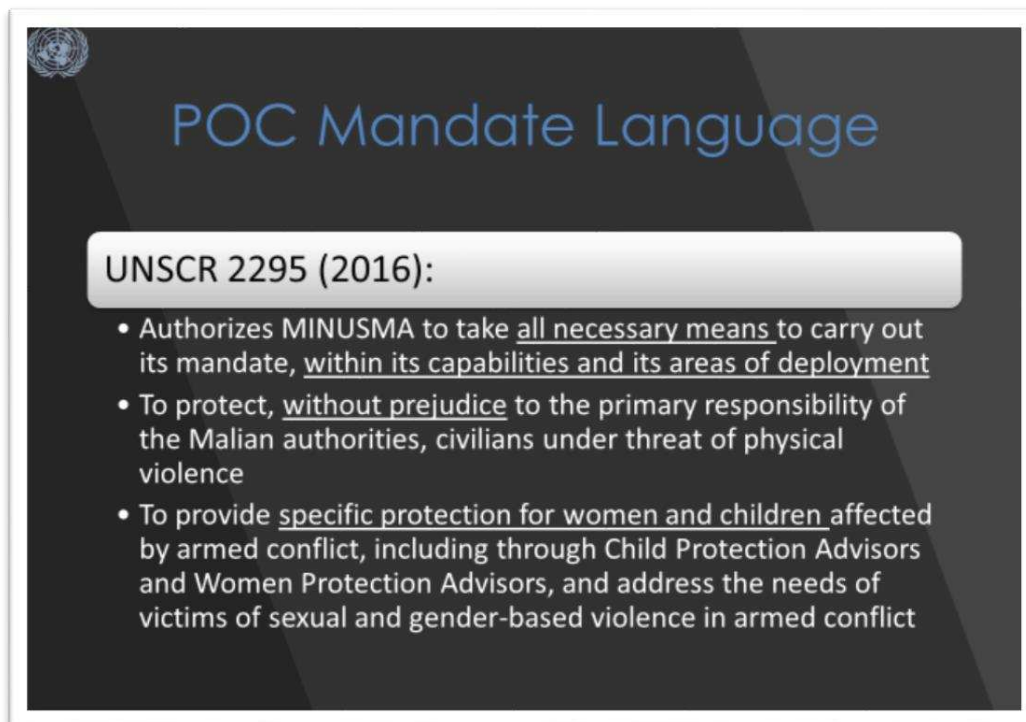 POC Mandate Language
UNSCR 2295 (2016):
• Authorizes MINUSMA to take all necessary means to carry out
its mandate, within its capabilities and its areas of deployment
• To protect, without prejudice to the primary responsibility of
the Malian authorities, civilians under threat of physical
violence
• To provide specific protection for women and children affected
by armed conflict, including through Child Protection Advisors
and Women Protection Advisors, and address the needs of
victims of sexual and gender-based violence in armed conflict